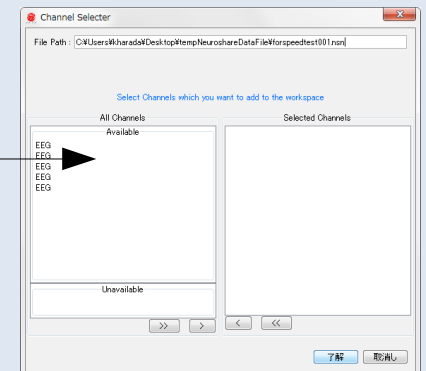 Channel Selecter
File Path : C:¥Users¥kharada¥Desktop¥tempNeuroshareDataFile¥forspeedtest001.nsn
Select Channels which you want to add to the workspace
All Channels
Selected Channels
Available
EEG
EEG
EEG
EEG
EEG
Unavailable
>> > < <<
了解 取消し